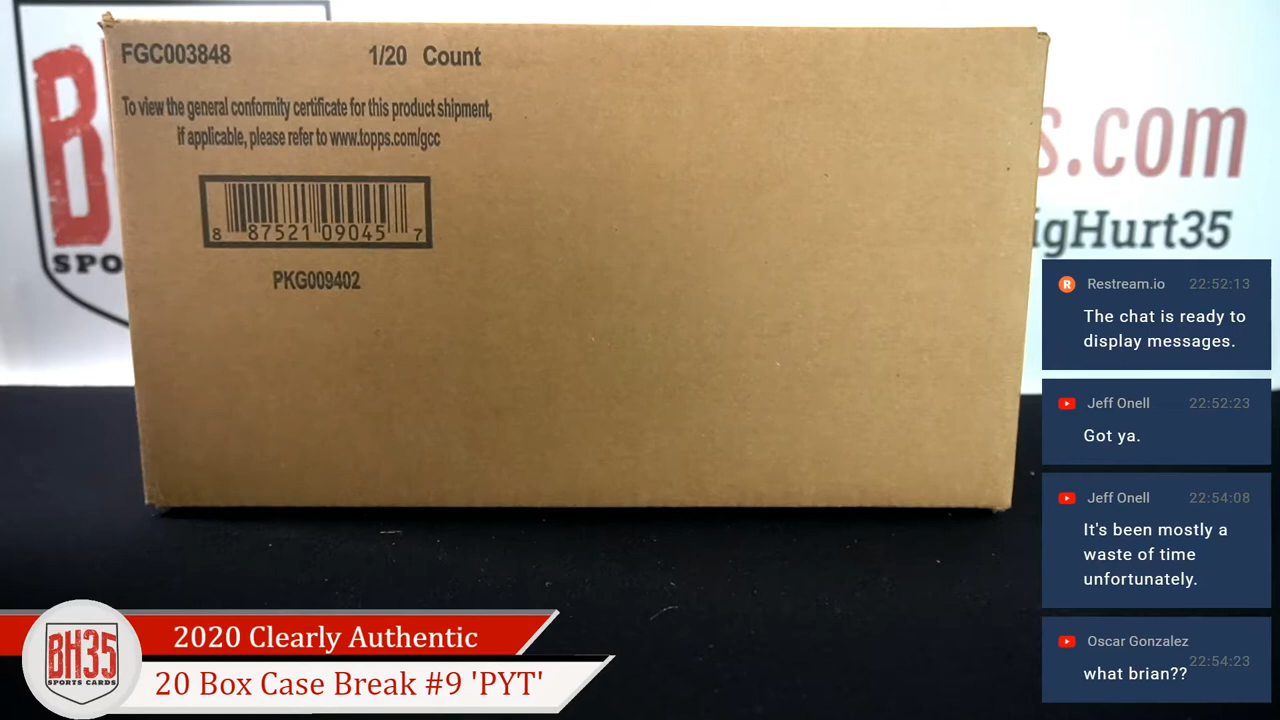 FGC003848 1/20 Count
To view the general conformity certificate for this product shipment,
if applicable, please refer to www.topps.com/gcc
8 87521 09045 7
PKG009402
B
SPO
s.com
igHurt35
Restream.io 22:52:13
The chat is ready to
display messages.
Jeff Onell 22:52:23
Got ya.
Jeff Onell 22:54:08
It's been mostly a
waste of time
unfortunately.
Oscar Gonzalez 22:54:23
what brian??
BH35
SPORTS CARDS
2020 Clearly Authentic
20 Box Case Break #9 'PYT'